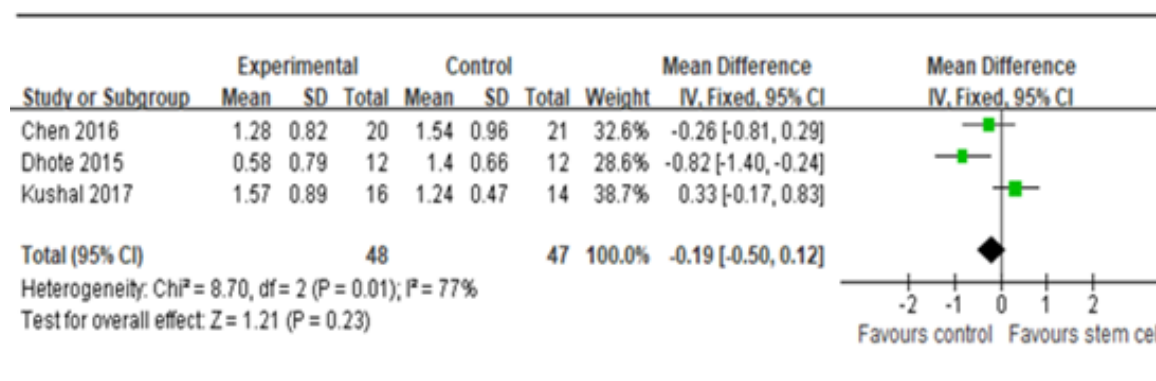 Experimental Control Mean Difference Mean Difference
Study or Subgroup Mean SD Total Mean SD Total Weight IV, Fixed, 95% CI IV, Fixed, 95% CI
Chen 2016 1.28 0.82 20 1.54 0.96 21 32.6% -0.26 [-0.81, 0.29]
Dhote 2015 0.58 0.79 12 1.4 0.66 12 28.6% -0.82 [-1.40, -0.24]
Kushal 2017 1.57 0.89 16 1.24 0.47 14 38.7% 0.33 [-0.17, 0.83]
Total (95% CI) 48 47 100.0% -0.19 [-0.50, 0.12]
Heterogeneity: Chi² = 8.70, df = 2 (P = 0.01); I² = 77%
Test for overall effect: Z = 1.21 (P = 0.23)
-2 -1 0 1 2
Favours control Favours stem cel